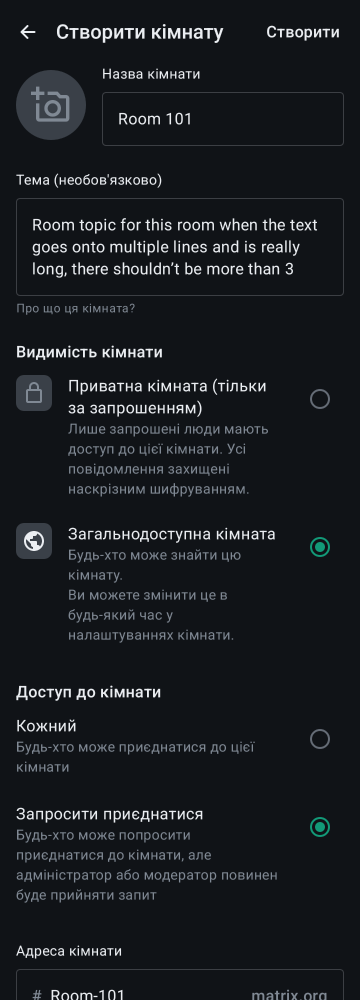 Створити кімнату
Створити
Назва кімнати
Room 101
Тема (необов'язково)
Room topic for this room when the text
goes onto multiple lines and is really
long, there shouldn’t be more than 3
Про що ця кімната?
Видимість кімнати
Приватна кімната (тільки
за запрошенням)
Лише запрошені люди мають
доступ до цієї кімнати. Усі
повідомлення захищені
наскрізним шифруванням.
Загальнодоступна кімната
Будь-хто може знайти цю
кімнату.
Ви можете змінити це в
будь-який час у
налаштуваннях кімнати.
Доступ до кімнати
Кожний
Будь-хто може приєднатися до цієї
кімнати
Запросити приєднатися
Будь-хто може попросити
приєднатися до кімнати, але
адміністратор або модератор повинен
буде прийняти запит
Адреса кімнати
# Room-101 matrix.org